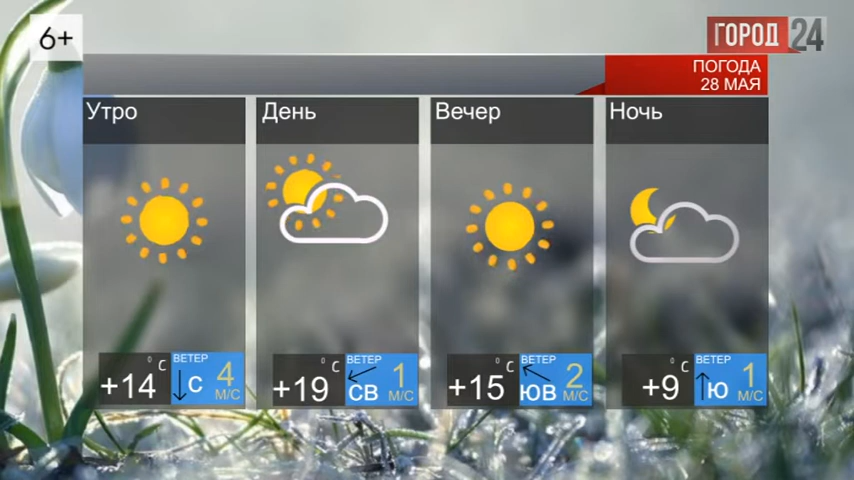 6+
ГОРОД 24
ПОГОДА
28 МАЯ
Утро
День
Вечер
Ночь
+14 °C ВЕТЕР С 4 М/С
+19 °C ВЕТЕР СВ 1 М/С
+15 °C ВЕТЕР ЮВ 2 М/С
+9 °C ВЕТЕР Ю 1 М/С